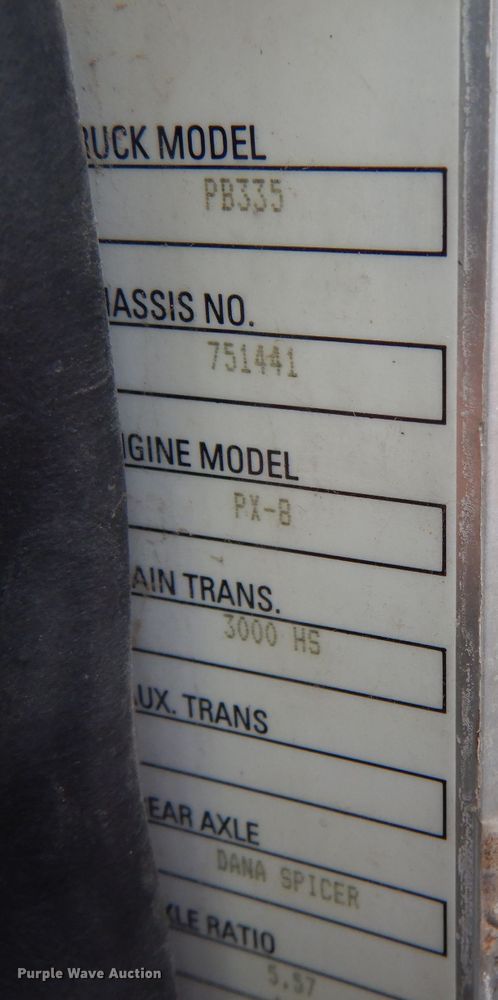 RUCK MODEL
PB335
HASSIS NO.
751441
NGINE MODEL
PX-8
AIN TRANS.
3000 HS
UX. TRANS
EAR AXLE
DANA SPICER
XLE RATIO
5.57
Purple Wave Auction